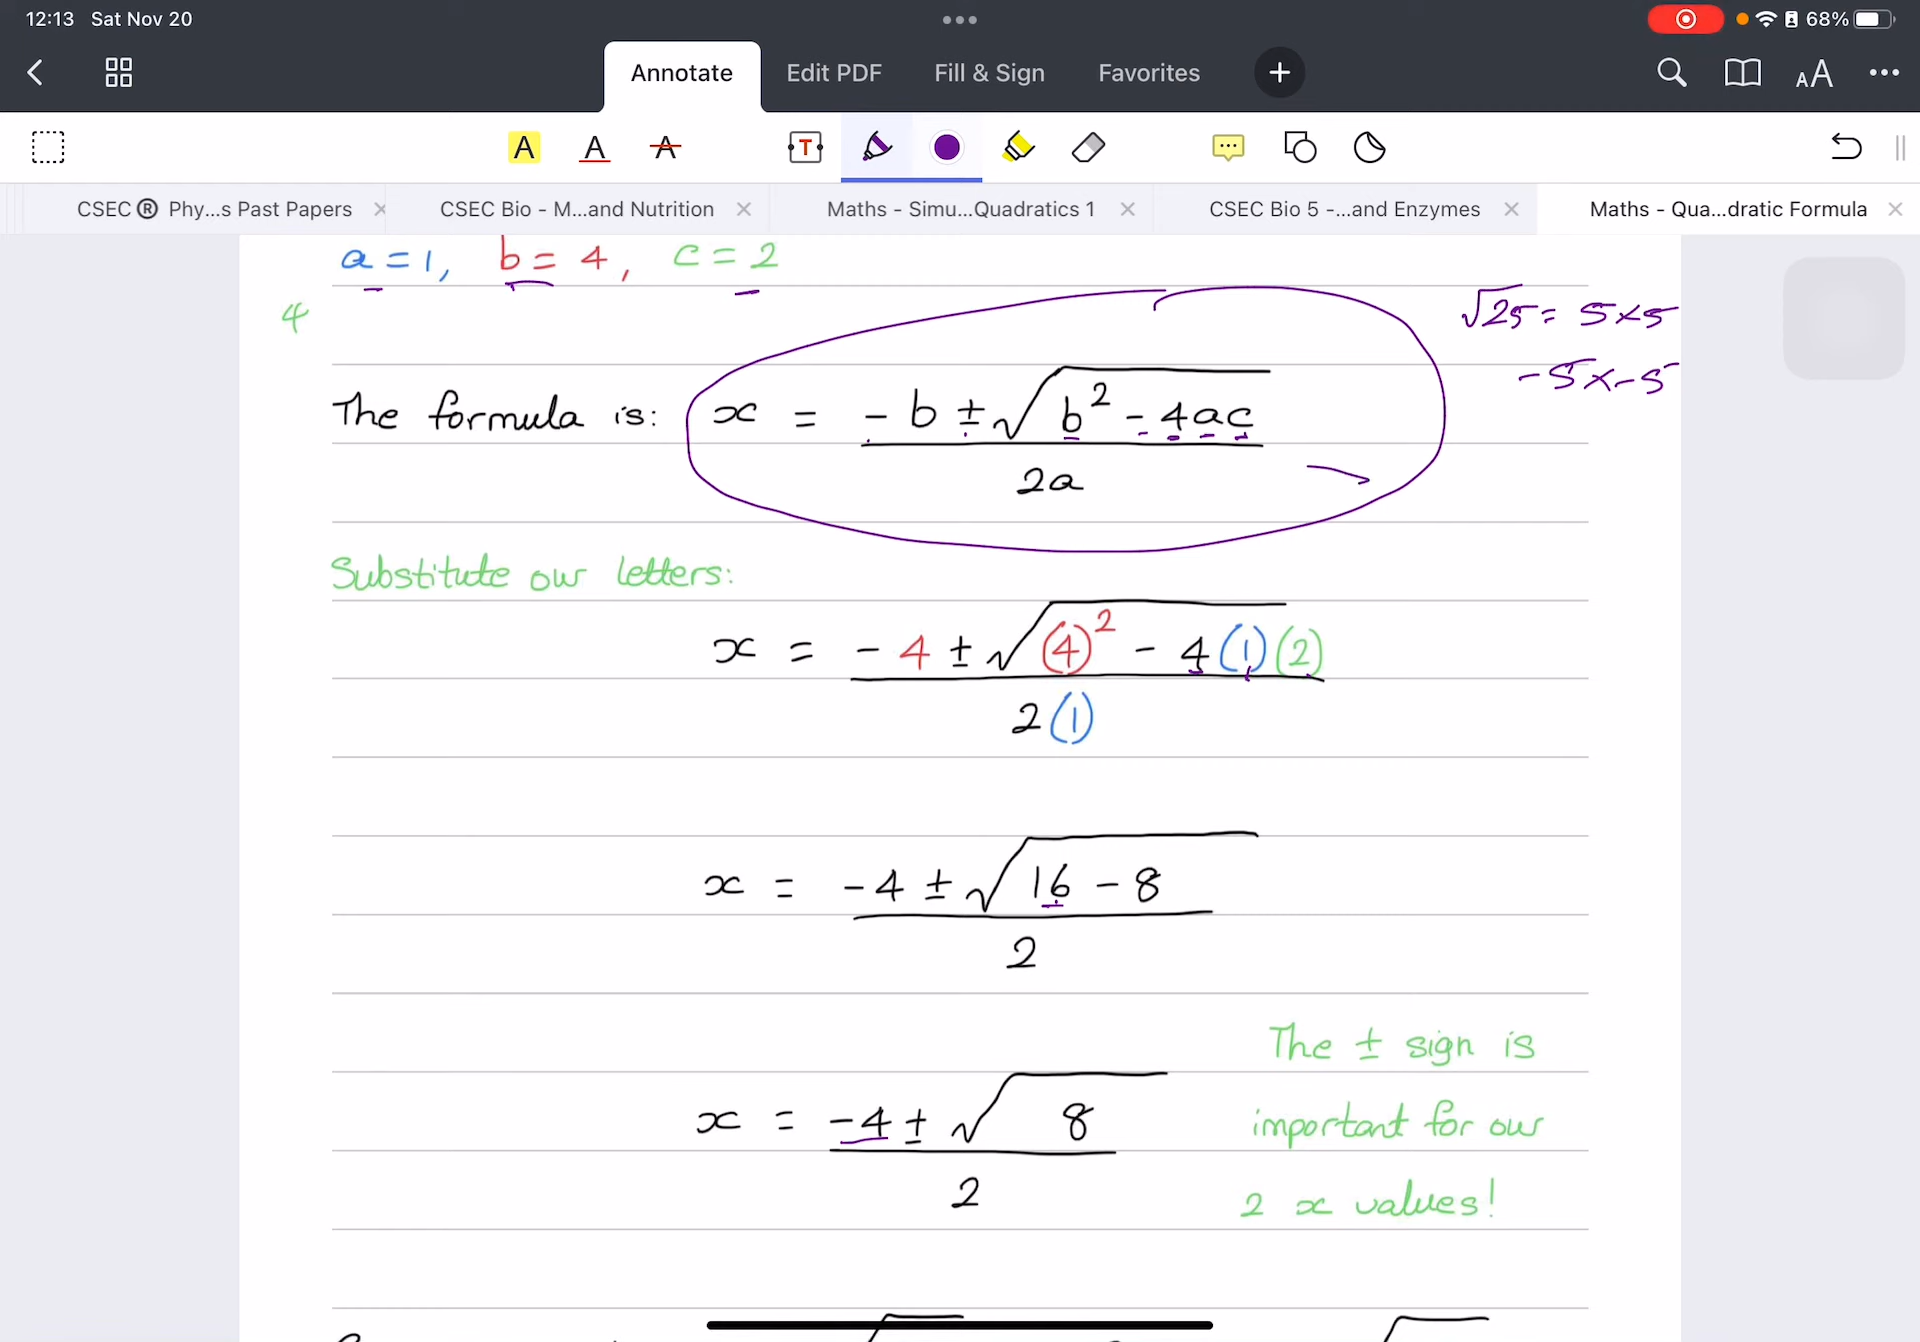 12:13 Sat Nov 20
68%
Annotate Edit PDF Fill & Sign Favorites
CSEC ® Phy...s Past Papers CSEC Bio - M...and Nutrition Maths - Simu...Quadratics 1 CSEC Bio 5 -...and Enzymes Maths - Qua...dratic Formula
a = 1, b = 4, c = 2
4
√25 = 5×5
-5×-5
The formula is: x = (-b ± √(b² - 4ac)) / 2a
Substitute our letters:
x = (-4 ± √((4)² - 4(1)(2))) / 2(1)
x = (-4 ± √(16 - 8)) / 2
x = (-4 ± √8) / 2
The ± sign is
important for our
2 x values!